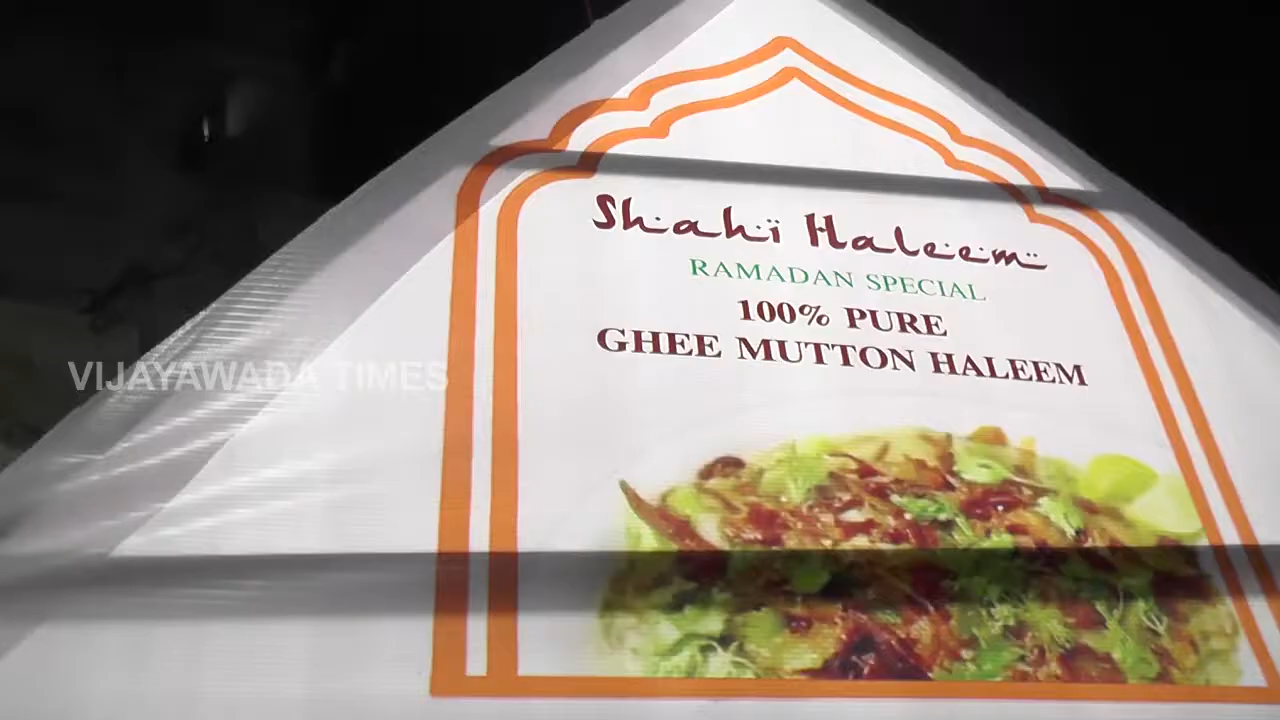 Shahi Haleem
RAMADAN SPECIAL
100% PURE
GHEE MUTTON HALEEM
VIJAYAWADA TIMES